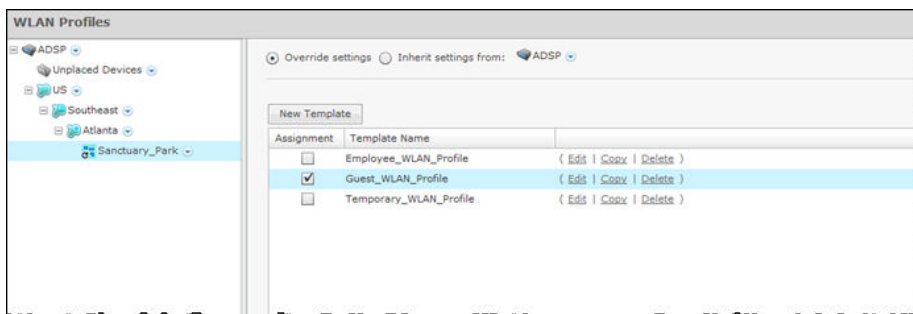 WLAN Profiles
ADSP
Unplaced Devices
US
Southeast
Atlanta
Sanctuary_Park
Override settings Inherit settings from: ADSP
New Template
Assignment Template Name
Employee_WLAN_Profile ( Edit | Copy | Delete )
Guest_WLAN_Profile ( Edit | Copy | Delete )
Temporary_WLAN_Profile ( Edit | Copy | Delete )